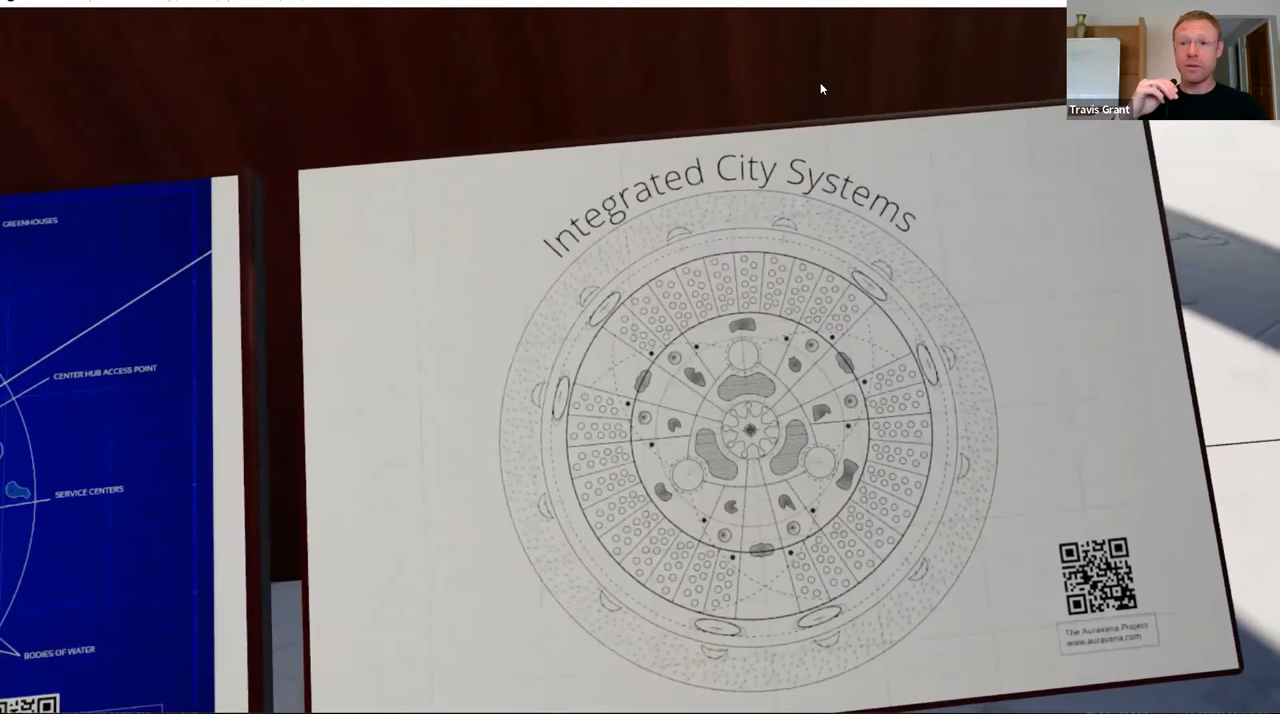 Travis Grant
Integrated City Systems
GREENHOUSES
CENTER HUB ACCESS POINT
SERVICE CENTERS
BODIES OF WATER
The Auravana Project
www.auravana.com